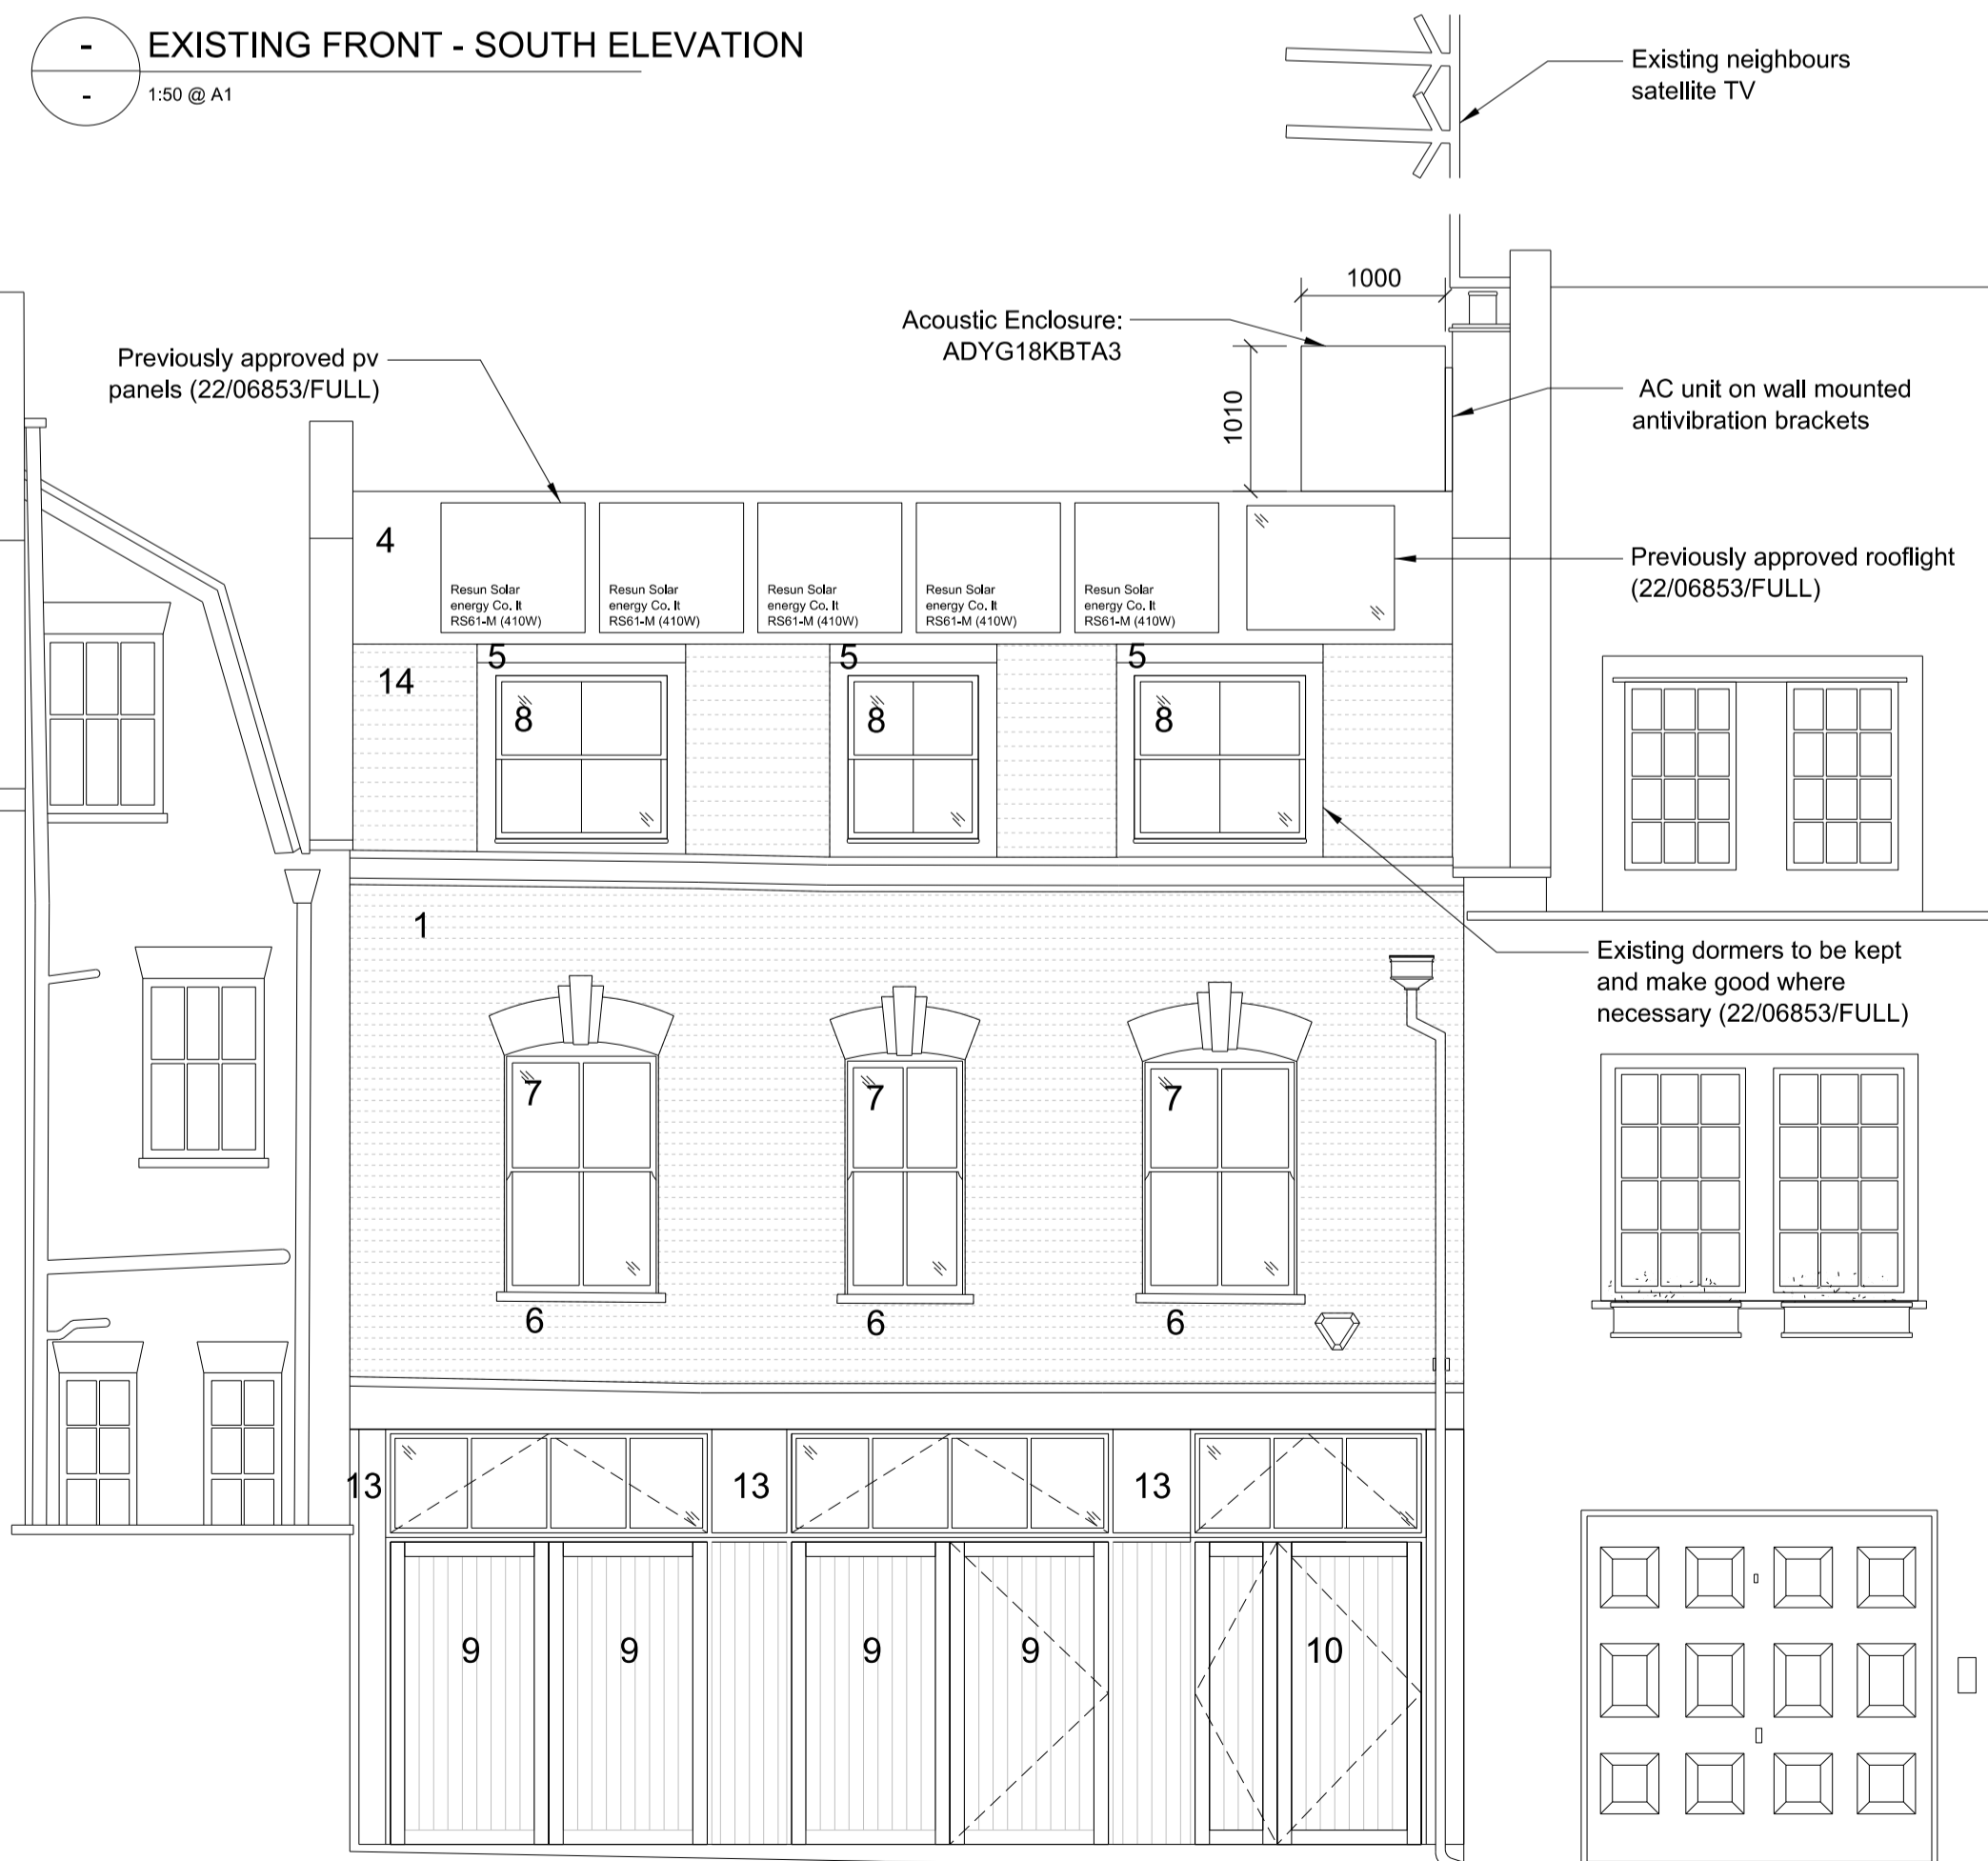 -
-
EXISTING FRONT - SOUTH ELEVATION
1:50 @ A1
Existing neighbours
satellite TV
1000
Acoustic Enclosure:
ADYG18KBTA3
1010
Previously approved pv
panels (22/06853/FULL)
AC unit on wall mounted
antivibration brackets
4
Resun Solar
energy Co. lt
RS61-M (410W)
Resun Solar
energy Co. lt
RS61-M (410W)
Resun Solar
energy Co. lt
RS61-M (410W)
Resun Solar
energy Co. lt
RS61-M (410W)
Resun Solar
energy Co. lt
RS61-M (410W)
Previously approved rooflight
(22/06853/FULL)
14
5
5
5
8
8
8
1
Existing dormers to be kept
and make good where
necessary (22/06853/FULL)
7
7
7
6
6
6
13
13
13
9
9
9
9
10